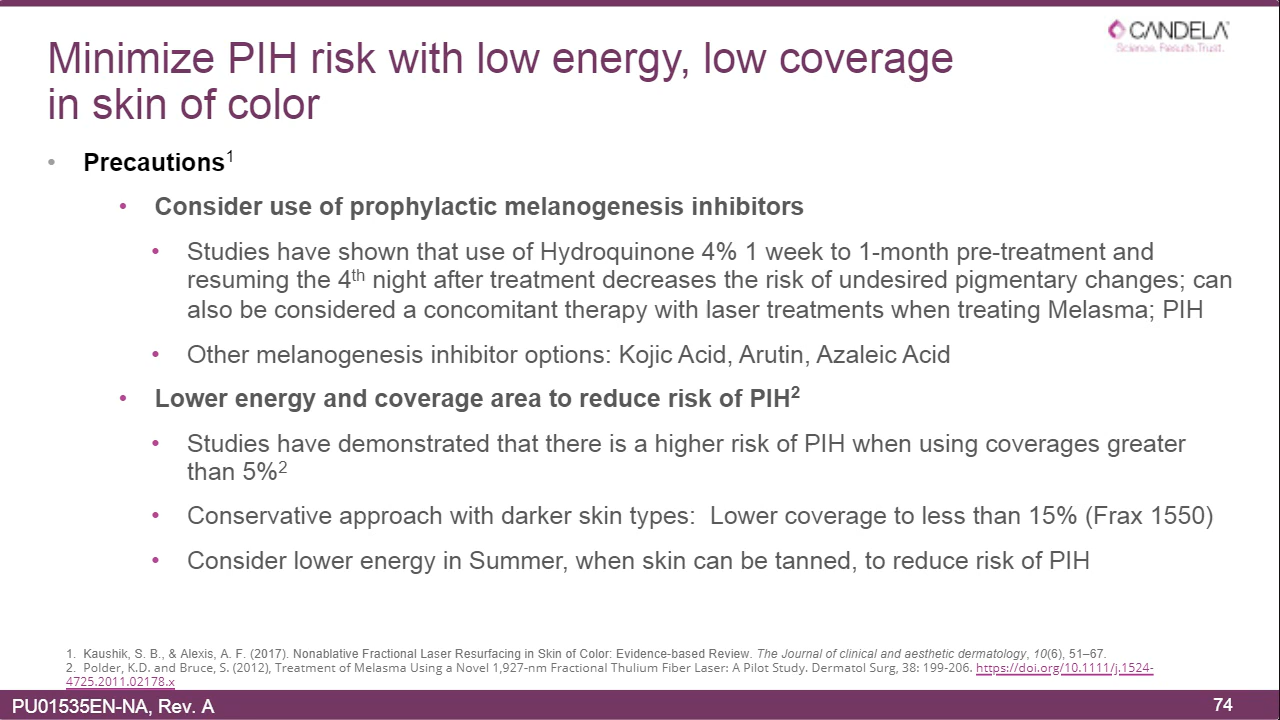 CANDELA
Science. Results. Trust.
Minimize PIH risk with low energy, low coverage
in skin of color
• Precautions1
• Consider use of prophylactic melanogenesis inhibitors
• Studies have shown that use of Hydroquinone 4% 1 week to 1-month pre-treatment and
resuming the 4th night after treatment decreases the risk of undesired pigmentary changes; can
also be considered a concomitant therapy with laser treatments when treating Melasma; PIH
• Other melanogenesis inhibitor options: Kojic Acid, Arutin, Azaleic Acid
• Lower energy and coverage area to reduce risk of PIH2
• Studies have demonstrated that there is a higher risk of PIH when using coverages greater
than 5%2
• Conservative approach with darker skin types:  Lower coverage to less than 15% (Frax 1550)
• Consider lower energy in Summer, when skin can be tanned, to reduce risk of PIH
1. Kaushik, S. B., & Alexis, A. F. (2017). Nonablative Fractional Laser Resurfacing in Skin of Color: Evidence-based Review. The Journal of clinical and aesthetic dermatology, 10(6), 51–67.
2. Polder, K.D. and Bruce, S. (2012), Treatment of Melasma Using a Novel 1,927-nm Fractional Thulium Fiber Laser: A Pilot Study. Dermatol Surg, 38: 199-206. https://doi.org/10.1111/j.1524-
4725.2011.02178.x
PU01535EN-NA, Rev. A
74